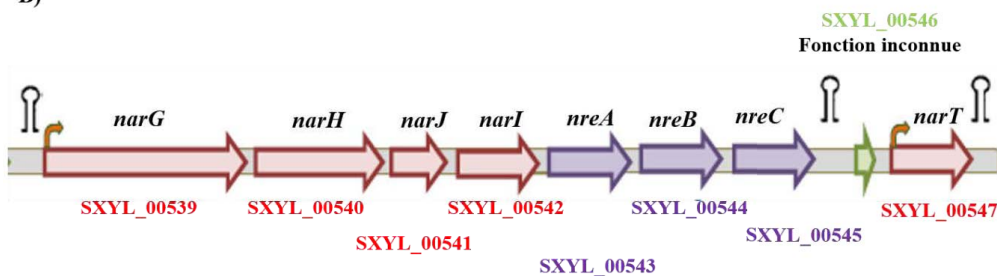 B)
SXYL_00546
Fonction inconnue
narG narH narJ narI nreA nreB nreC narT
SXYL_00539 SXYL_00540 SXYL_00542 SXYL_00544 SXYL_00547
SXYL_00541 SXYL_00545
SXYL_00543